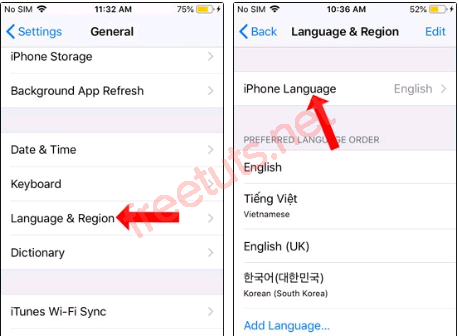 No SIM 11:32 AM 75%
Settings General
iPhone Storage
Background App Refresh
Date & Time
Keyboard
Language & Region
Dictionary
iTunes Wi-Fi Sync
No SIM 10:36 AM 52%
Back Language & Region Edit
iPhone Language English
PREFERRED LANGUAGE ORDER
English
Tiếng Việt
Vietnamese
English (UK)
한국어(대한민국)
Korean (South Korea)
Add Language...
freetuts.net